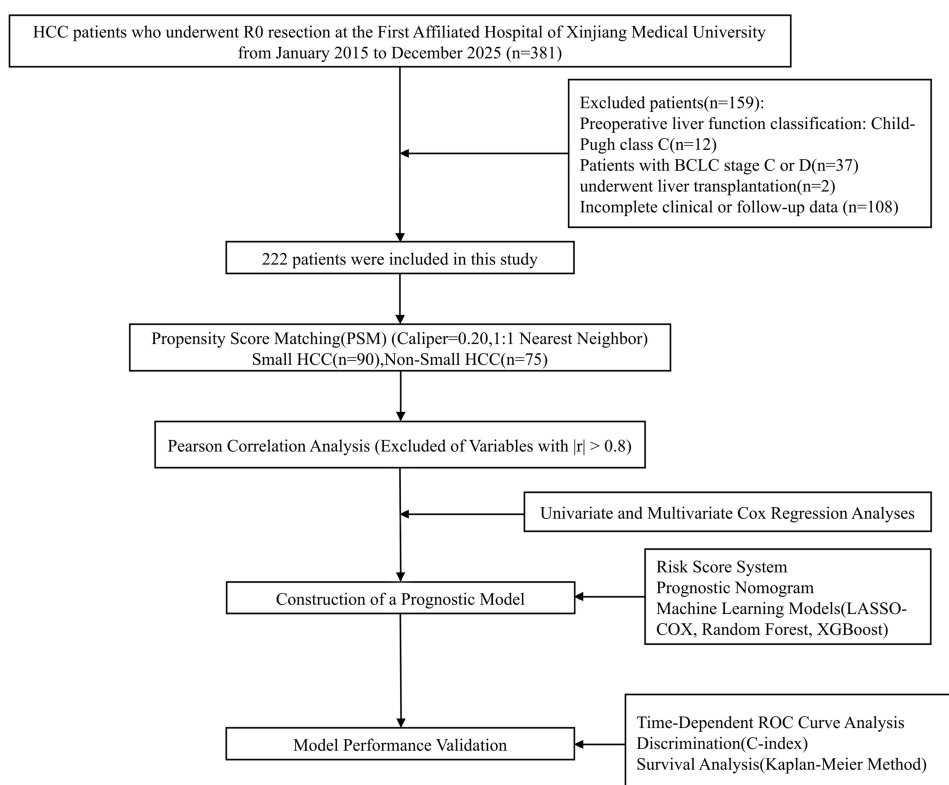 HCC patients who underwent R0 resection at the First Affiliated Hospital of Xinjiang Medical University
from January 2015 to December 2025 (n=381)
Excluded patients(n=159):
Preoperative liver function classification: Child-
Pugh class C(n=12)
Patients with BCLC stage C or D(n=37)
underwent liver transplantation(n=2)
Incomplete clinical or follow-up data (n=108)
222 patients were included in this study
Propensity Score Matching(PSM) (Caliper=0.20,1:1 Nearest Neighbor)
Small HCC(n=90),Non-Small HCC(n=75)
Pearson Correlation Analysis (Excluded of Variables with |r| > 0.8)
Univariate and Multivariate Cox Regression Analyses
Risk Score System
Prognostic Nomogram
Machine Learning Models(LASSO-
COX, Random Forest, XGBoost)
Construction of a Prognostic Model
Time-Dependent ROC Curve Analysis
Discrimination(C-index)
Survival Analysis(Kaplan-Meier Method)
Model Performance Validation